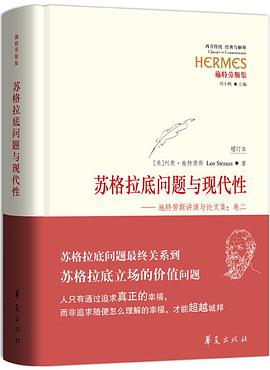 施特劳斯集
苏格拉底问题与现代性
华夏出版社
西方传统 经典与解释
Classici et Commentarii
HERMES
施特劳斯集
刘小枫 主编
增订本
[美]列奥·施特劳斯 Leo Strauss 著
苏格拉底问题与现代性
——施特劳斯讲演与论文集：卷二
苏格拉底问题最终关系到
苏格拉底立场的价值问题
人只有通过追求真正的幸福，
而非追求随便怎么理解的幸福，才能超越城邦
华夏出版社